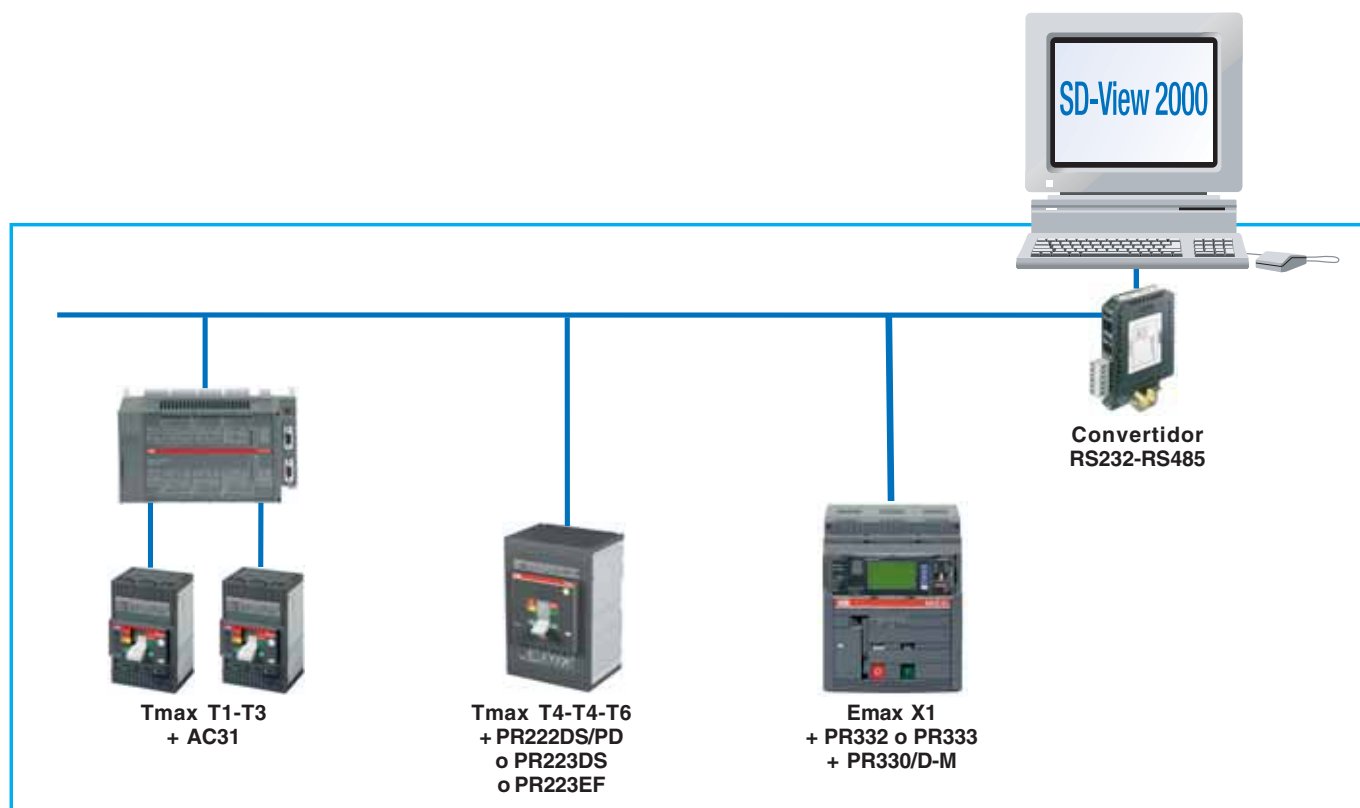 SD-View 2000
Convertidor
RS232-RS485
Tmax T1-T3
+ AC31
Tmax T4-T4-T6
+ PR222DS/PD
o PR223DS
o PR223EF
Emax X1
+ PR332 o PR333
+ PR330/D-M